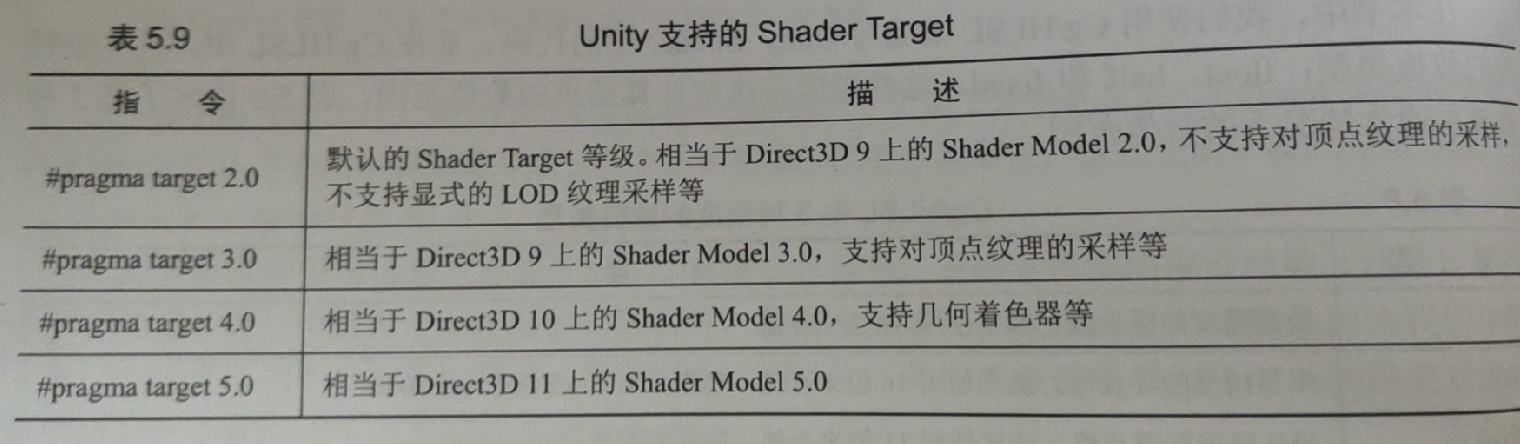 表 5.9
Unity 支持的 Shader Target
指 令
描 述
#pragma target 2.0
默认的 Shader Target 等级。相当于 Direct3D 9 上的 Shader Model 2.0，不支持对顶点纹理的采样，
不支持显式的 LOD 纹理采样等
#pragma target 3.0
相当于 Direct3D 9 上的 Shader Model 3.0，支持对顶点纹理的采样等
#pragma target 4.0
相当于 Direct3D 10 上的 Shader Model 4.0，支持几何着色器等
#pragma target 5.0
相当于 Direct3D 11 上的 Shader Model 5.0